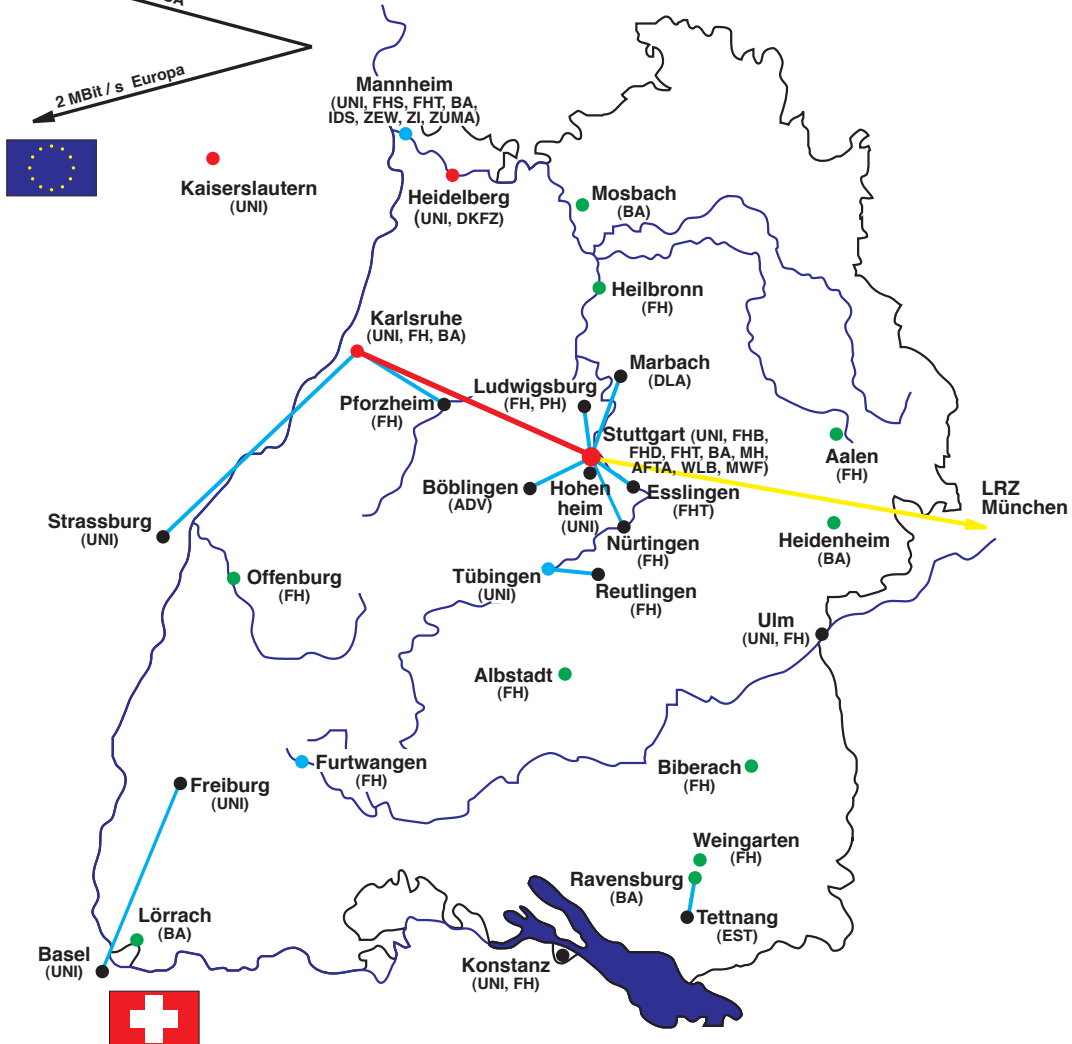 2 MBit / s Europa
Mannheim
(UNI, FHS, FHT, BA,
IDS, ZEW, ZI, ZUMA)
Kaiserslautern
(UNI)
Heidelberg
(UNI, DKFZ)
Mosbach
(BA)
Heilbronn
(FH)
Karlsruhe
(UNI, FH, BA)
Marbach
(DLA)
Ludwigsburg
(FH, PH)
Pforzheim
(FH)
Stuttgart (UNI, FHB,
FHD, FHT, BA, MH,
AFTA, WLB, MWF)
Aalen
(FH)
Böblingen
(ADV)
Hohen
heim
(UNI)
Esslingen
(FHT)
LRZ
München
Strassburg
(UNI)
Nürtingen
(FH)
Heidenheim
(BA)
Offenburg
(FH)
Tübingen
(UNI)
Reutlingen
(FH)
Ulm
(UNI, FH)
Albstadt
(FH)
Furtwangen
(FH)
Biberach
(FH)
Freiburg
(UNI)
Weingarten
(FH)
Ravensburg
(BA)
Tettnang
(EST)
Lörrach
(BA)
Basel
(UNI)
Konstanz
(UNI, FH)